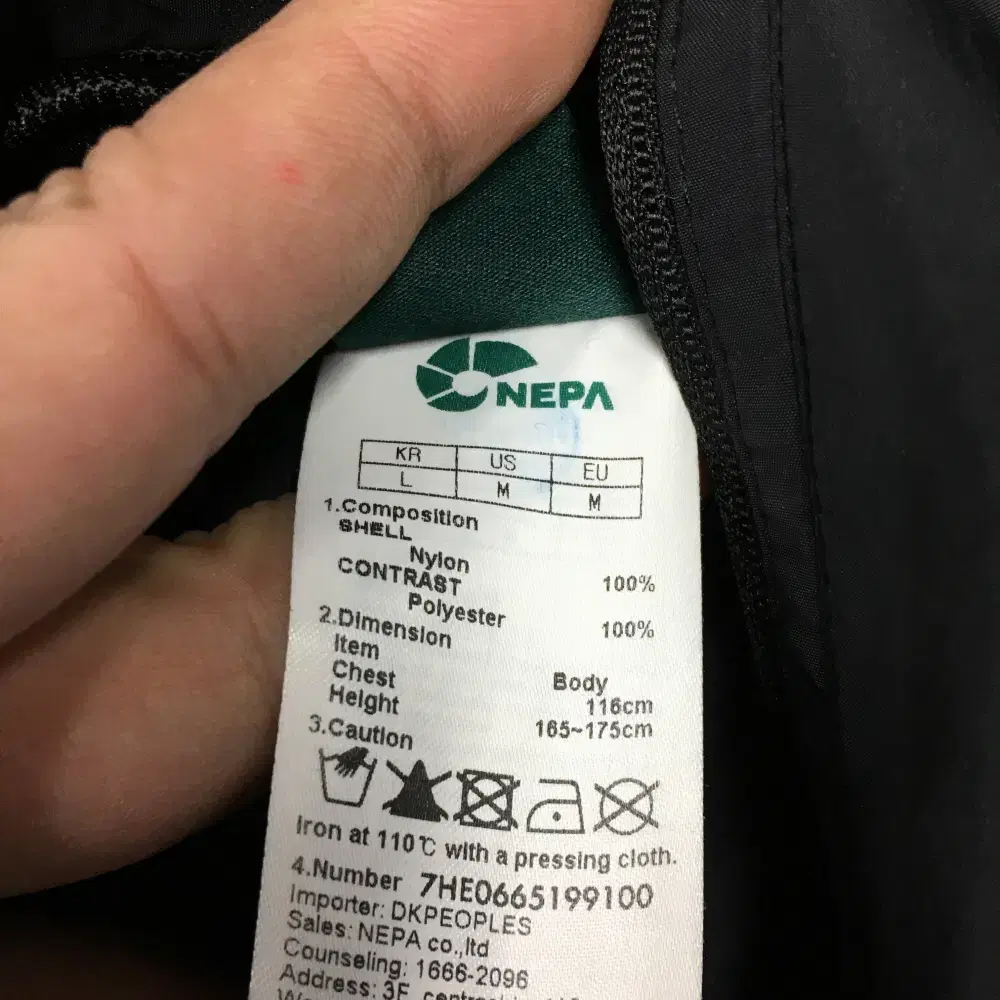 NEPA
KR US EU
L M M
1.Composition
SHELL
Nylon 100%
CONTRAST
Polyester 100%
2.Dimension
Item Body
Chest 116cm
Height 165~175cm
3.Caution
Iron at 110℃ with a pressing cloth.
4.Number 7HE0665199100
Importer: DKPEOPLES
Sales: NEPA co.,ltd
Counseling: 1666-2096
Address: 3F